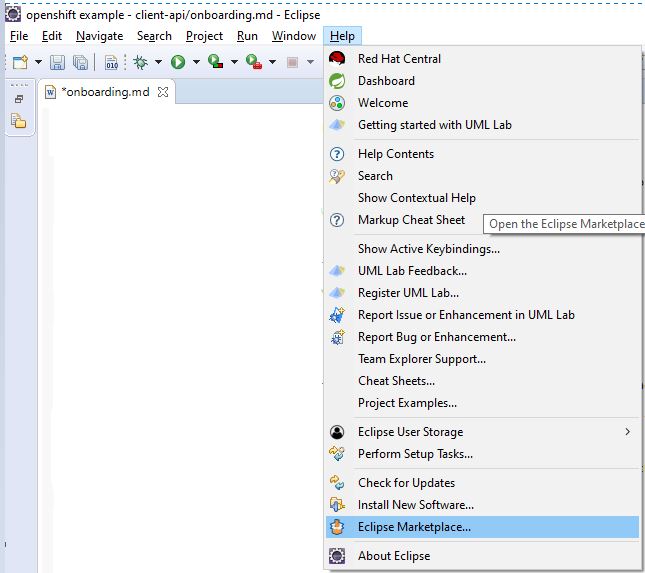 openshift example - client-api/onboarding.md - Eclipse
File Edit Navigate Search Project Run Window Help
*onboarding.md
Red Hat Central
Dashboard
Welcome
Getting started with UML Lab
Help Contents
Search
Show Contextual Help
Markup Cheat Sheet
Open the Eclipse Marketplace
Show Active Keybindings...
UML Lab Feedback...
Register UML Lab...
Report Issue or Enhancement in UML Lab
Report Bug or Enhancement...
Team Explorer Support...
Cheat Sheets...
Project Examples...
Eclipse User Storage
Perform Setup Tasks...
Check for Updates
Install New Software...
Eclipse Marketplace...
About Eclipse